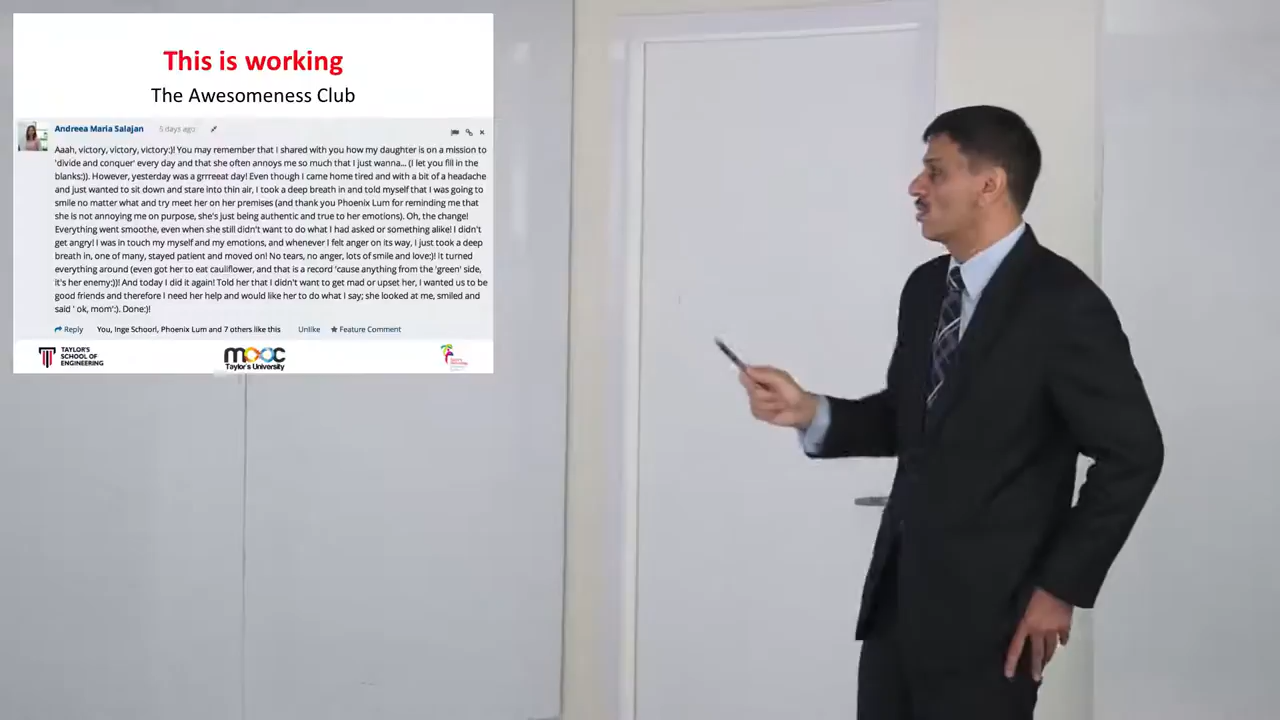 This is working
The Awesomeness Club
Andreea Maria Salajan 5 days ago
Aaah, victory, victory, victory:)! You may remember that I shared with you how my daughter is on a mission to
'divide and conquer' every day and that she often annoys me so much that I just wanna... (I let you fill in the
blanks:)). However, yesterday was a grrreeat day! Even though I came home tired and with a bit of a headache
and just wanted to sit down and stare into thin air, I took a deep breath in and told myself that I was going to
smile no matter what and try meet her on her premises (and thank you Phoenix Lum for reminding me that
she is not annoying me on purpose, she's just being authentic and true to her emotions). Oh, the change!
Everything went smoothe, even when she still didn't want to do what I had asked or something alike! I didn't
get angry! I was in touch my myself and my emotions, and whenever I felt anger on its way, I just took a deep
breath in, one of many, stayed patient and moved on! No tears, no anger, lots of smile and love:)! It turned
everything around (even got her to eat cauliflower, and that is a record 'cause anything from the 'green' side,
it's her enemy:)! And today I did it again! Told her that I didn't want to get mad or upset her, I wanted us to be
good friends and therefore I need her help and would like her to do what I say; she looked at me, smiled and
said ' ok, mom':). Done:)!
Reply You, Inge Schoorl, Phoenix Lum and 7 others like this Unlike Feature Comment
TAYLOR'S
SCHOOL OF
ENGINEERING
mooc
Taylor's University